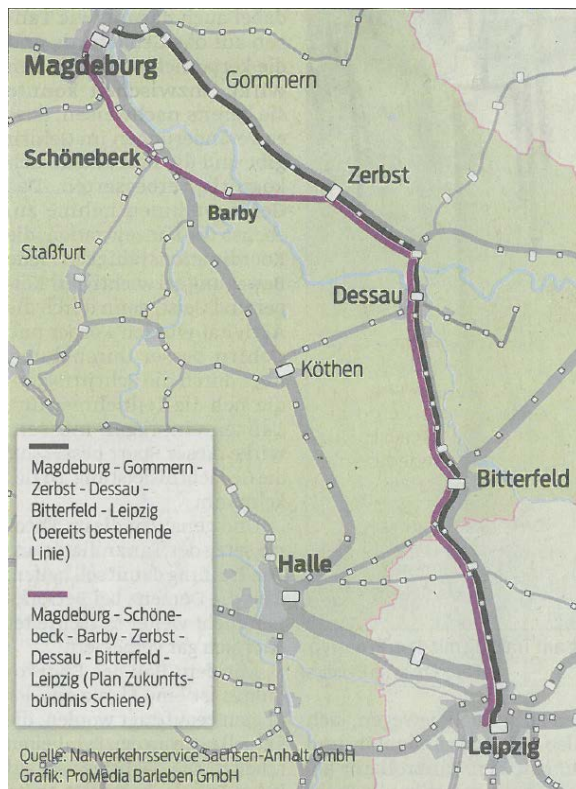 Magdeburg
Gommern
Schönebeck
Zerbst
Barby
Staßfurt
Dessau
Köthen
Bitterfeld
Halle
Leipzig
Magdeburg - Gommern -
Zerbst - Dessau -
Bitterfeld - Leipzig
(bereits bestehende
Linie)
Magdeburg - Schöne-
beck - Barby - Zerbst -
Dessau - Bitterfeld -
Leipzig (Plan Zukunfts-
bündnis Schiene)
Quelle: Nahverkehrsservice Sachsen-Anhalt GmbH
Grafik: ProMedia Barleben GmbH